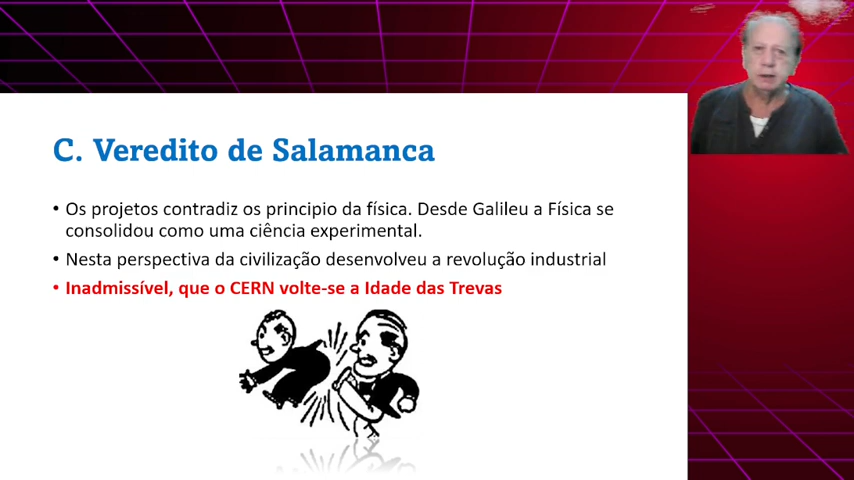 C. Veredito de Salamanca
• Os projetos contradiz os principio da física. Desde Galileu a Física se
consolidou como uma ciência experimental.
• Nesta perspectiva da civilização desenvolveu a revolução industrial
• Inadmissível, que o CERN volte-se a Idade das Trevas